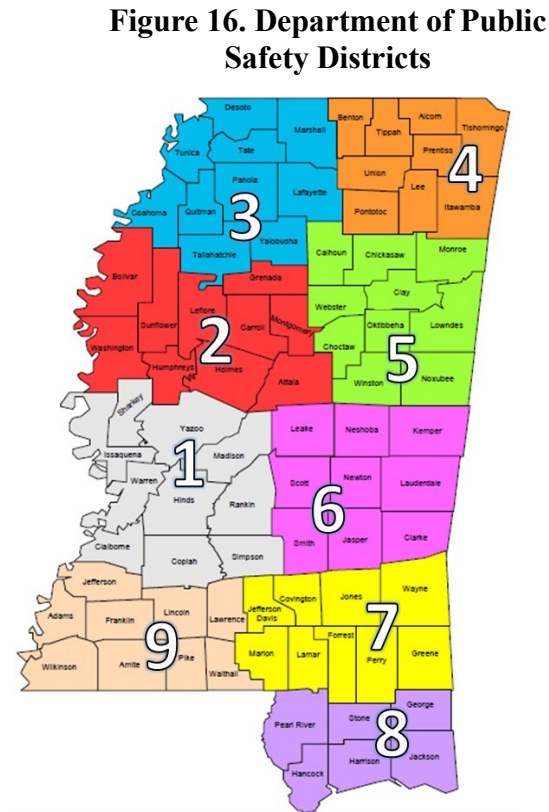 Figure 16. Department of Public
Safety Districts
Desoto
Marshall
Benton
Tippah
Alcorn
Tishomingo
Tunica
Tate
Prentiss
Panola
Union
Lee
4
Lafayette
Coahoma
Quitman
3
Pontotoc
Itawamba
Tallahatchie
Yalobusha
Calhoun
Chickasaw
Monroe
Bolivar
Grenada
Clay
Leflore
Webster
Sunflower
Carroll
Montgomery
Oktibbeha
Lowndes
Washington
2
Choctaw
5
Humphreys
Holmes
Attala
Winston
Noxubee
Sharkey
Yazoo
Leake
Neshoba
Kemper
Issaquena
Madison
1
Warren
Hinds
Rankin
Scott
Newton
Lauderdale
6
Claiborne
Copiah
Simpson
Smith
Jasper
Clarke
Jefferson
Jones
Wayne
Adams
Franklin
Lincoln
Lawrence
Jefferson
Davis
Covington
7
Forrest
Wilkinson
Amite
9
Pike
Walthall
Marion
Lamar
Perry
Greene
Pearl River
Stone
George
8
Hancock
Harrison
Jackson